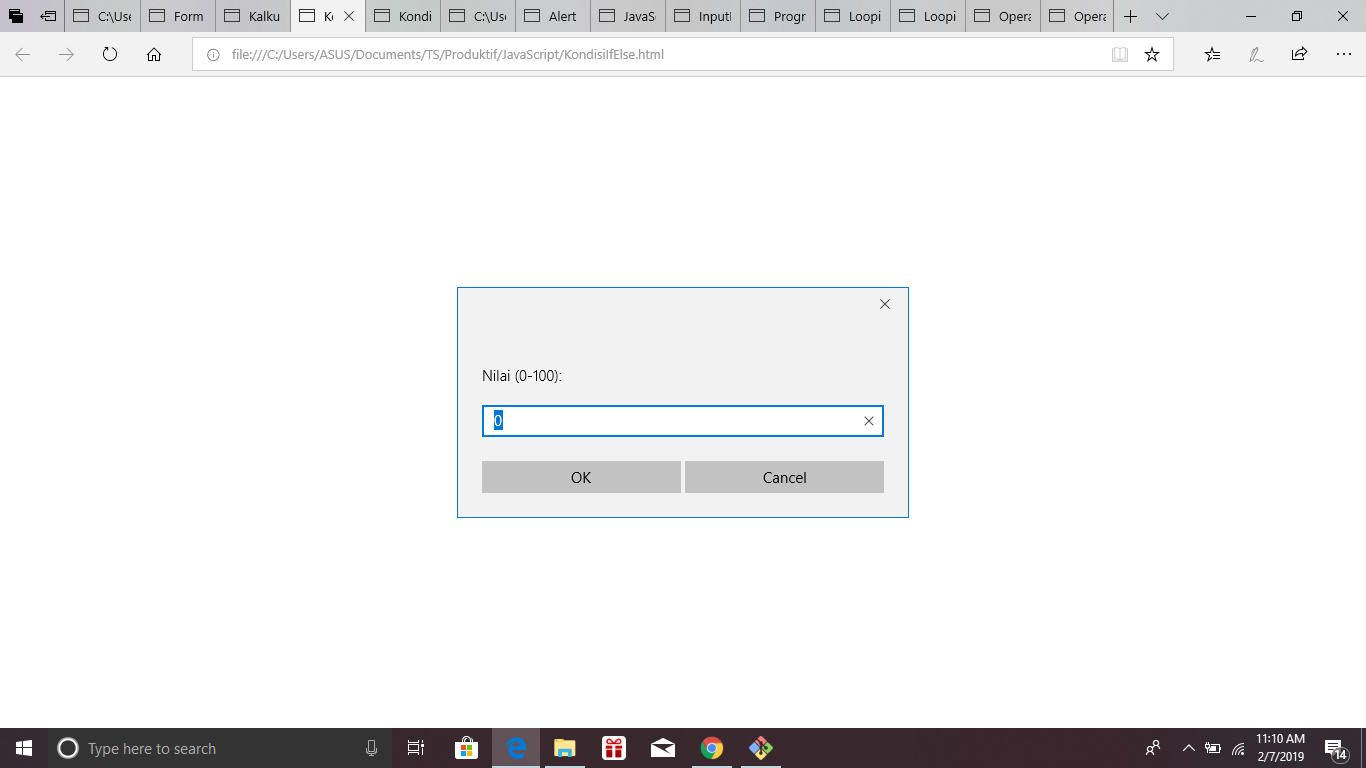 C:\Use
Form
Kalku
Ko
Kondi
C:\Use
Alert
JavaS
Inputl
Progr
Loopi
Loopi
Opera
Opera
file:///C:/Users/ASUS/Documents/TS/Produktif/JavaScript/KondisiIfElse.html
Nilai (0-100):
0
OK Cancel
Type here to search
11:10 AM
2/7/2019
14